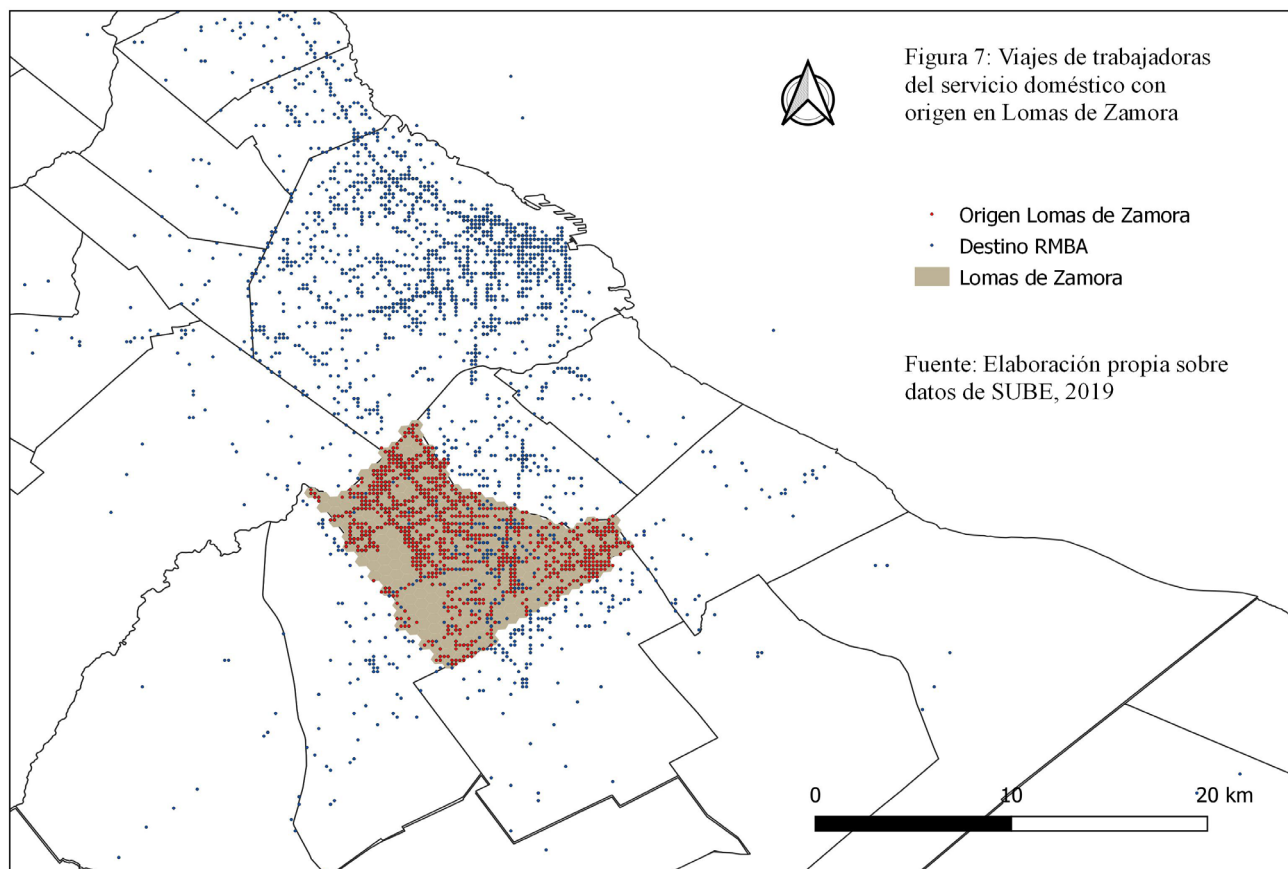 Figura 7: Viajes de trabajadoras
del servicio doméstico con
origen en Lomas de Zamora
Origen Lomas de Zamora
Destino RMBA
Lomas de Zamora
Fuente: Elaboración propia sobre
datos de SUBE, 2019
0 10 20 km